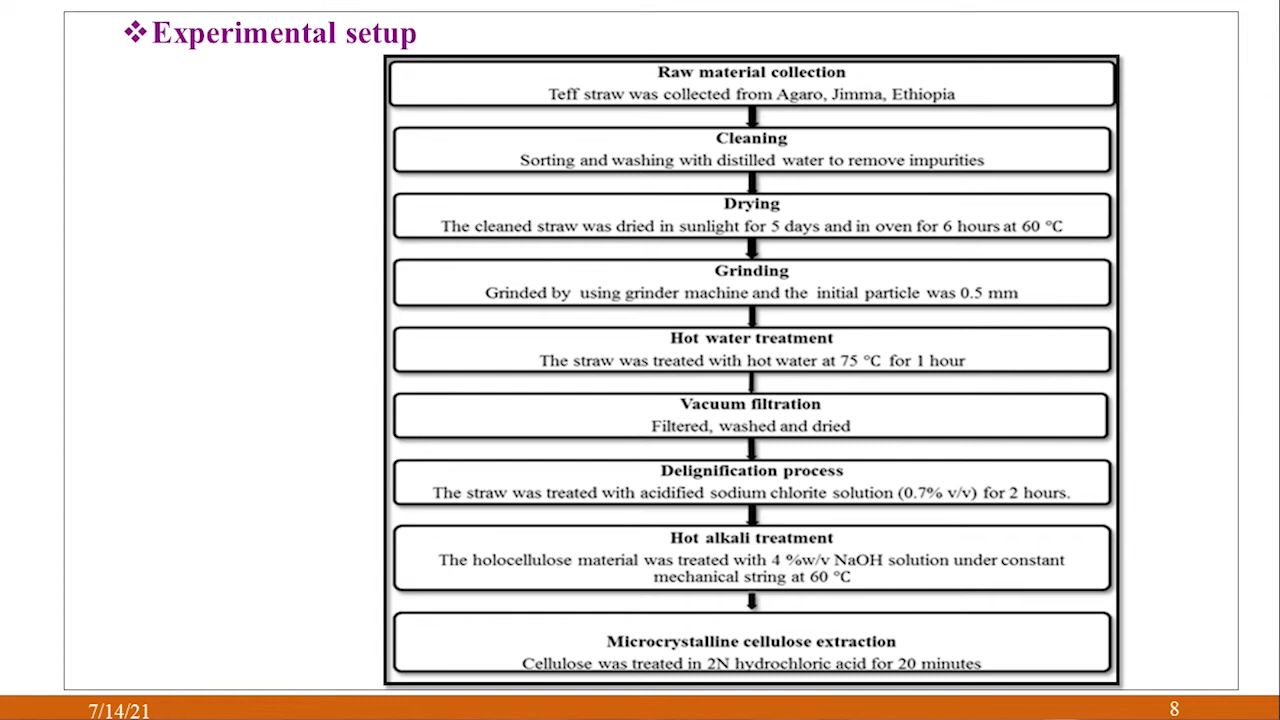 ❖Experimental setup
Raw material collection
Teff straw was collected from Agaro, Jimma, Ethiopia
Cleaning
Sorting and washing with distilled water to remove impurities
Drying
The cleaned straw was dried in sunlight for 5 days and in oven for 6 hours at 60 °C
Grinding
Grinded by using grinder machine and the initial particle was 0.5 mm
Hot water treatment
The straw was treated with hot water at 75 °C for 1 hour
Vacuum filtration
Filtered, washed and dried
Delignification process
The straw was treated with acidified sodium chlorite solution (0.7% v/v) for 2 hours.
Hot alkali treatment
The holocellulose material was treated with 4 %w/v NaOH solution under constant
mechanical string at 60 °C
Microcrystalline cellulose extraction
Cellulose was treated in 2N hydrochloric acid for 20 minutes
7/14/21
8